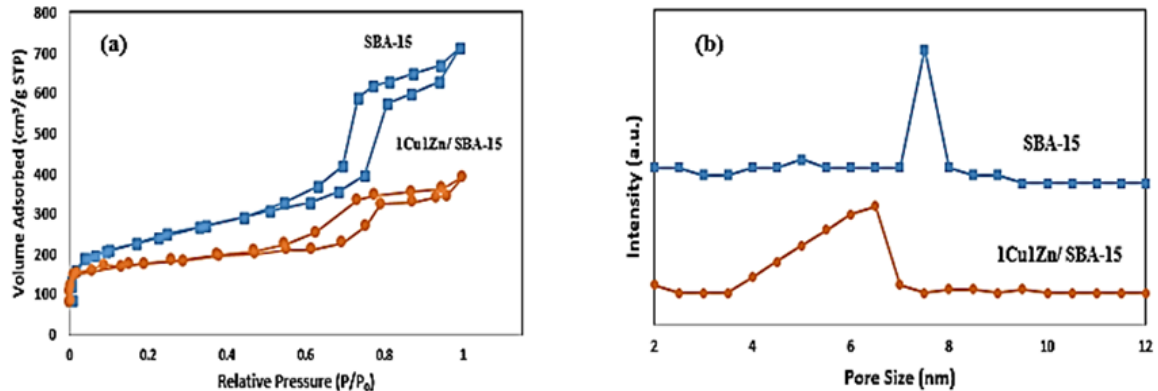 (a)
SBA-15
1Cu1Zn/ SBA-15
Volume Adsorbed (cm³/g STP)
800
700
600
500
400
300
200
100
0
0 0.2 0.4 0.6 0.8 1
Relative Pressure (P/P₀)
(b)
SBA-15
1Cu1Zn/ SBA-15
Intensity (a.u.)
2 4 6 8 10 12
Pore Size (nm)